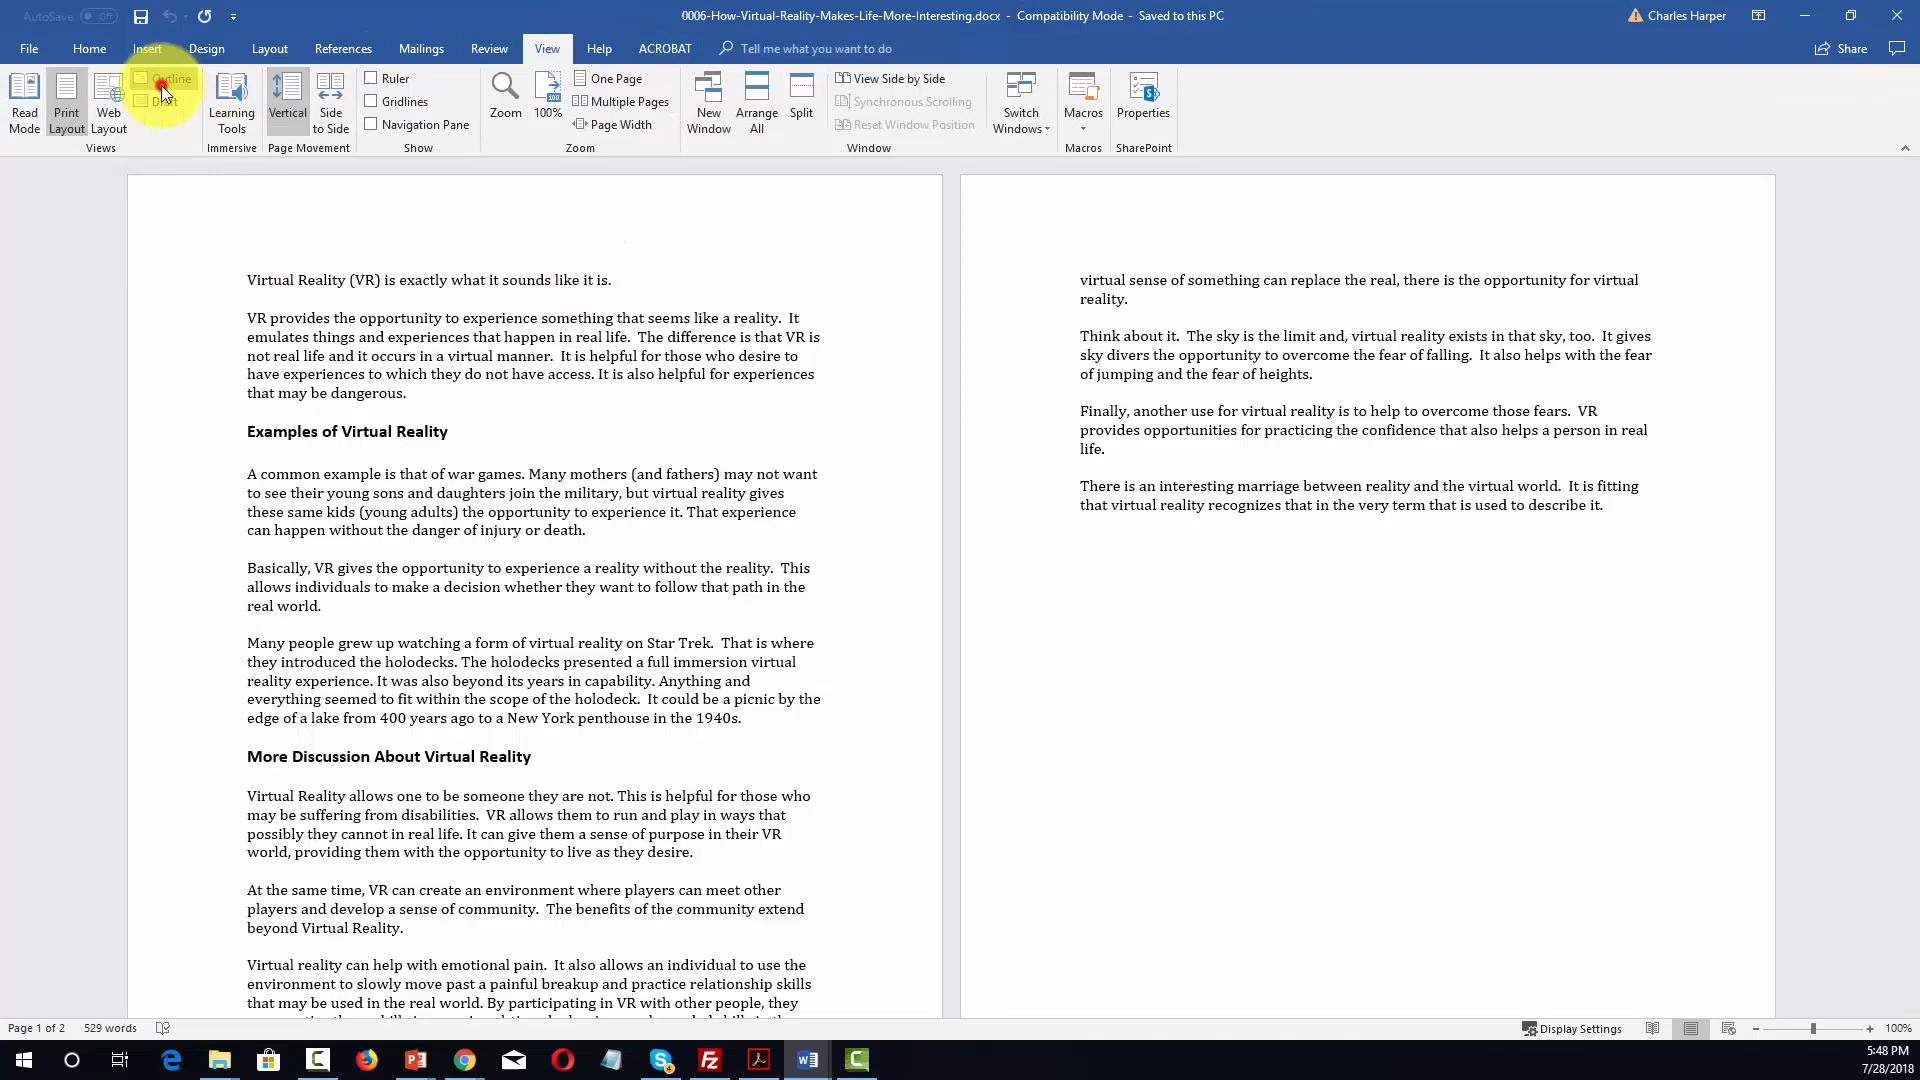 AutoSave Off
0006-How-Virtual-Reality-Makes-Life-More-Interesting.docx - Compatibility Mode - Saved to this PC
Charles Harper
File Home Insert Design Layout References Mailings Review View Help ACROBAT Tell me what you want to do Share
Read Mode
Print Layout
Web Layout
Outline
Draft
Views
Learning Tools
Immersive
Vertical
Side to Side
Page Movement
Ruler
Gridlines
Navigation Pane
Show
Zoom
100%
One Page
Multiple Pages
Page Width
Zoom
New Window
Arrange All
Split
View Side by Side
Synchronous Scrolling
Reset Window Position
Window
Switch Windows
Macros
Macros
Properties
SharePoint
Virtual Reality (VR) is exactly what it sounds like it is.
VR provides the opportunity to experience something that seems like a reality.  It
emulates things and experiences that happen in real life.  The difference is that VR is
not real life and it occurs in a virtual manner.  It is helpful for those who desire to
have experiences to which they do not have access. It is also helpful for experiences
that may be dangerous.
Examples of Virtual Reality
A common example is that of war games. Many mothers (and fathers) may not want
to see their young sons and daughters join the military, but virtual reality gives
these same kids (young adults) the opportunity to experience it. That experience
can happen without the danger of injury or death.
Basically, VR gives the opportunity to experience a reality without the reality.  This
allows individuals to make a decision whether they want to follow that path in the
real world.
Many people grew up watching a form of virtual reality on Star Trek.  That is where
they introduced the holodecks. The holodecks presented a full immersion virtual
reality experience. It was also beyond its years in capability. Anything and
everything seemed to fit within the scope of the holodeck.  It could be a picnic by the
edge of a lake from 400 years ago to a New York penthouse in the 1940s.
More Discussion About Virtual Reality
Virtual Reality allows one to be someone they are not. This is helpful for those who
may be suffering from disabilities.  VR allows them to run and play in ways that
possibly they cannot in real life. It can give them a sense of purpose in their VR
world, providing them with the opportunity to live as they desire.
At the same time, VR can create an environment where players can meet other
players and develop a sense of community.  The benefits of the community extend
beyond Virtual Reality.
Virtual reality can help with emotional pain.  It also allows an individual to use the
environment to slowly move past a painful breakup and practice relationship skills
that may be used in the real world. By participating in VR with other people, they
virtual sense of something can replace the real, there is the opportunity for virtual
reality.
Think about it.  The sky is the limit and, virtual reality exists in that sky, too.  It gives
sky divers the opportunity to overcome the fear of falling.  It also helps with the fear
of jumping and the fear of heights.
Finally, another use for virtual reality is to help to overcome those fears.  VR
provides opportunities for practicing the confidence that also helps a person in real
life.
There is an interesting marriage between reality and the virtual world.  It is fitting
that virtual reality recognizes that in the very term that is used to describe it.
Page 1 of 2 529 words
Display Settings 100%
5:48 PM
7/28/2018